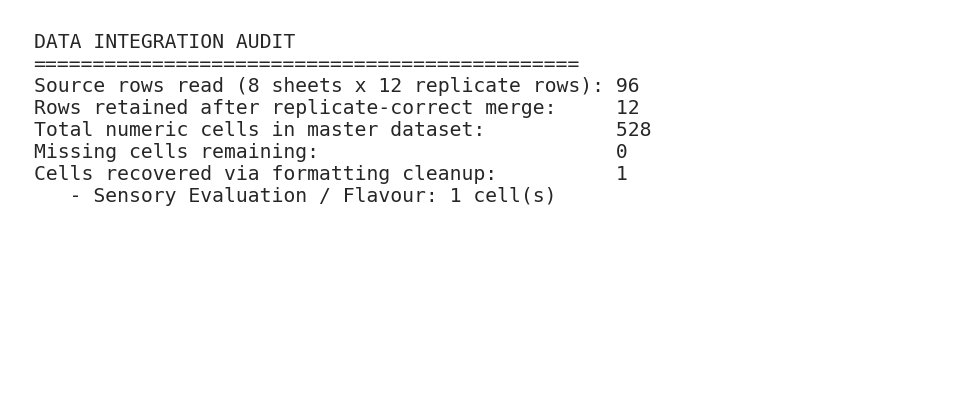 DATA INTEGRATION AUDIT
==============================================
Source rows read (8 sheets x 12 replicate rows): 96
Rows retained after replicate-correct merge:     12
Total numeric cells in master dataset:           528
Missing cells remaining:                         0
Cells recovered via formatting cleanup:          1
   - Sensory Evaluation / Flavour: 1 cell(s)